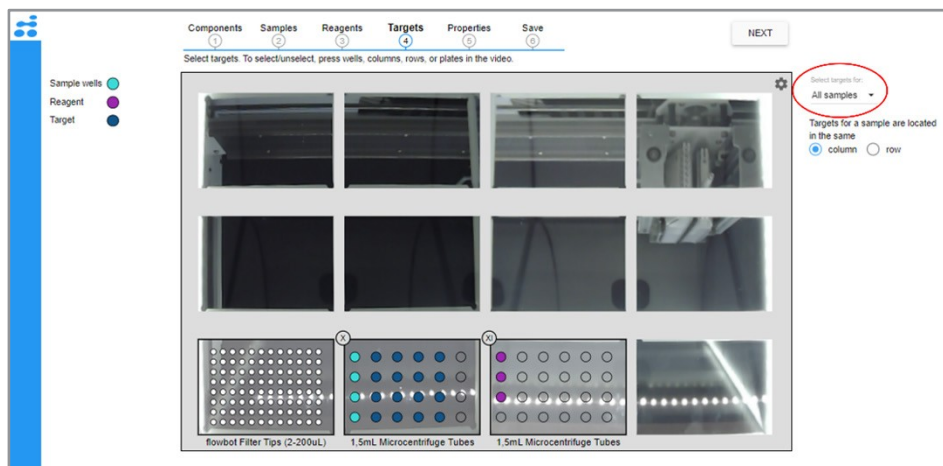 Components Samples Reagents Targets Properties Save
1 2 3 4 5 6
NEXT
Select targets. To select/unselect, press wells, columns, rows, or plates in the video.
Sample wells
Reagent
Target
Select targets for:
All samples
Targets for a sample are located
in the same
column row
X XI
flowbot Filter Tips (2-200uL) 1,5mL Microcentrifuge Tubes 1,5mL Microcentrifuge Tubes